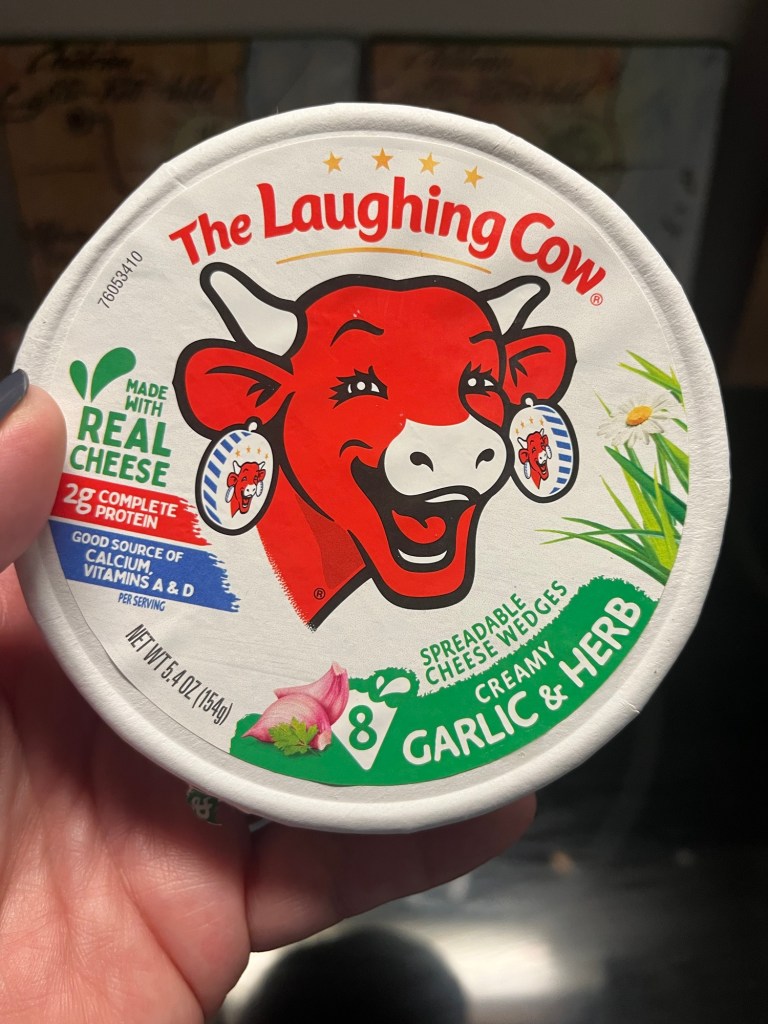 The Laughing Cow®
76053410
MADE
WITH
REAL
CHEESE
2g COMPLETE
PROTEIN
GOOD SOURCE OF
CALCIUM,
VITAMINS A & D
PER SERVING
NET WT 5.4 OZ (154g)
®
SPREADABLE
CHEESE WEDGES
8
CREAMY
GARLIC & HERB
&